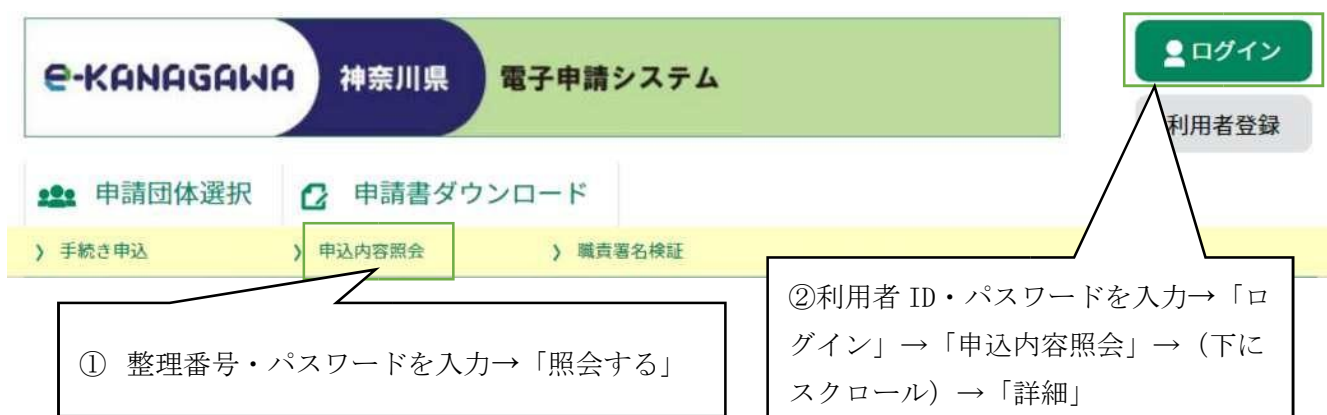 e-KANAGAWA 神奈川県 電子申請システム
ログイン
利用者登録
申請団体選択 申請書ダウンロード
手続き申込 申込内容照会 職責署名検証
① 整理番号・パスワードを入力→「照会する」
②利用者 ID・パスワードを入力→「ロ
グイン」→「申込内容照会」→（下に
スクロール）→「詳細」